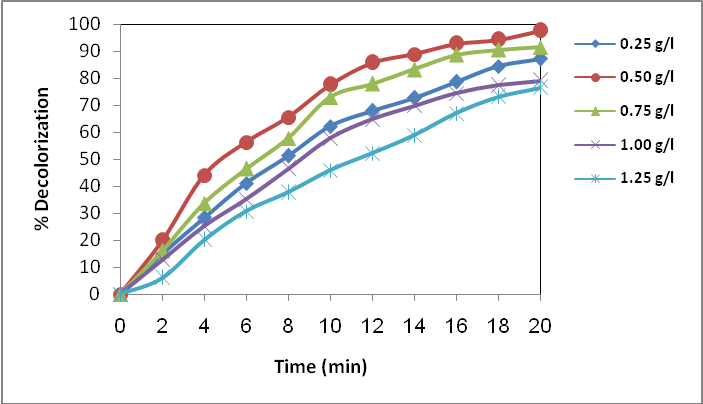 % Decolorization
100
90
80
70
60
50
40
30
20
10
0
0 2 4 6 8 10 12 14 16 18 20
Time (min)
0.25 g/l
0.50 g/l
0.75 g/l
1.00 g/l
1.25 g/l